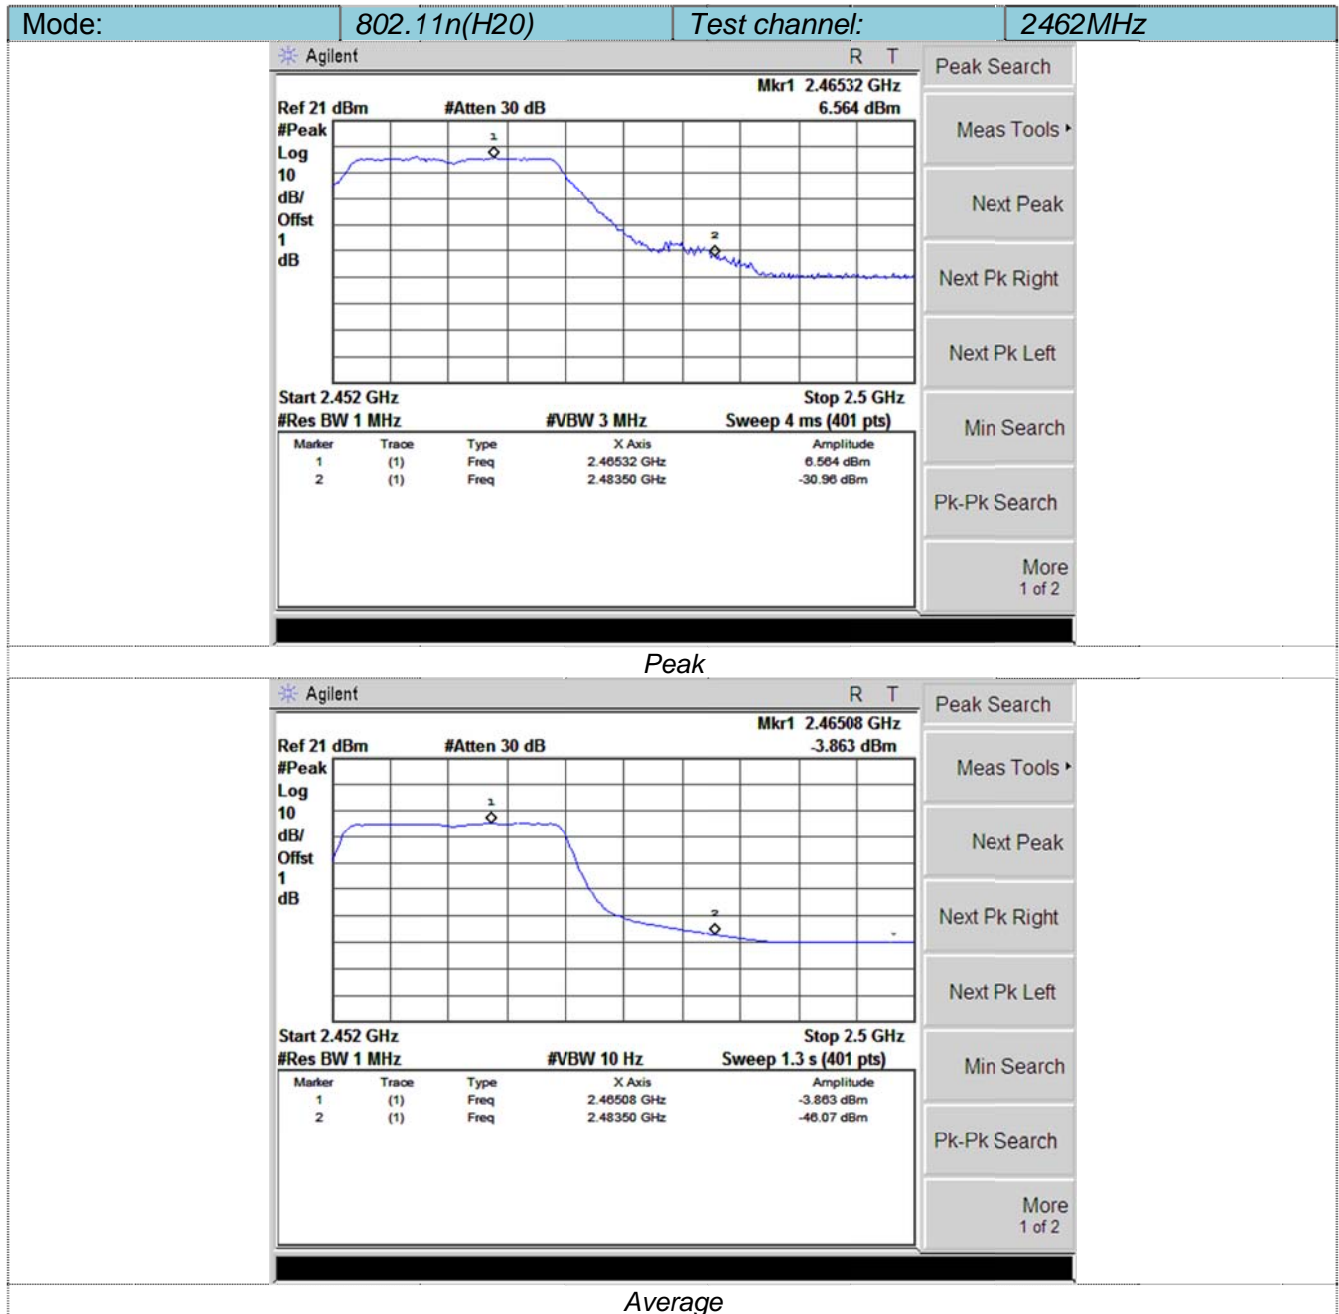 Mode: 802.11n(H20) Test channel: 2462MHz
Agilent R T
Peak Search
Mkr1 2.46532 GHz
Ref 21 dBm #Atten 30 dB 6.564 dBm
#Peak
Log
10
dB/
Offst
1
dB
1
2
Meas Tools
Next Peak
Next Pk Right
Next Pk Left
Min Search
Pk-Pk Search
More
1 of 2
Start 2.452 GHz Stop 2.5 GHz
#Res BW 1 MHz #VBW 3 MHz Sweep 4 ms (401 pts)
Marker Trace Type X Axis Amplitude
1 (1) Freq 2.46532 GHz 6.564 dBm
2 (1) Freq 2.48350 GHz -30.96 dBm
Peak
Agilent R T
Peak Search
Mkr1 2.46508 GHz
Ref 21 dBm #Atten 30 dB -3.863 dBm
#Peak
Log
10
dB/
Offst
1
dB
1
2
Meas Tools
Next Peak
Next Pk Right
Next Pk Left
Min Search
Pk-Pk Search
More
1 of 2
Start 2.452 GHz Stop 2.5 GHz
#Res BW 1 MHz #VBW 10 Hz Sweep 1.3 s (401 pts)
Marker Trace Type X Axis Amplitude
1 (1) Freq 2.46508 GHz -3.863 dBm
2 (1) Freq 2.48350 GHz -46.07 dBm
Average